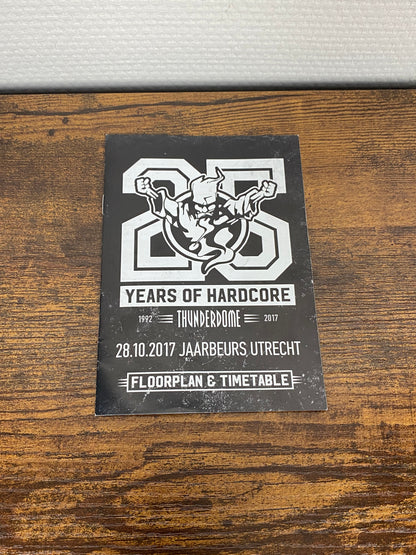 25
YEARS OF HARDCORE
1992 THUNDERDOME 2017
28.10.2017 JAARBEURS UTRECHT
FLOORPLAN & TIMETABLE